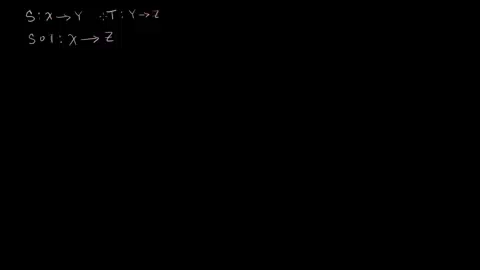 S : X → Y T : Y → Z
S o T : X → Z